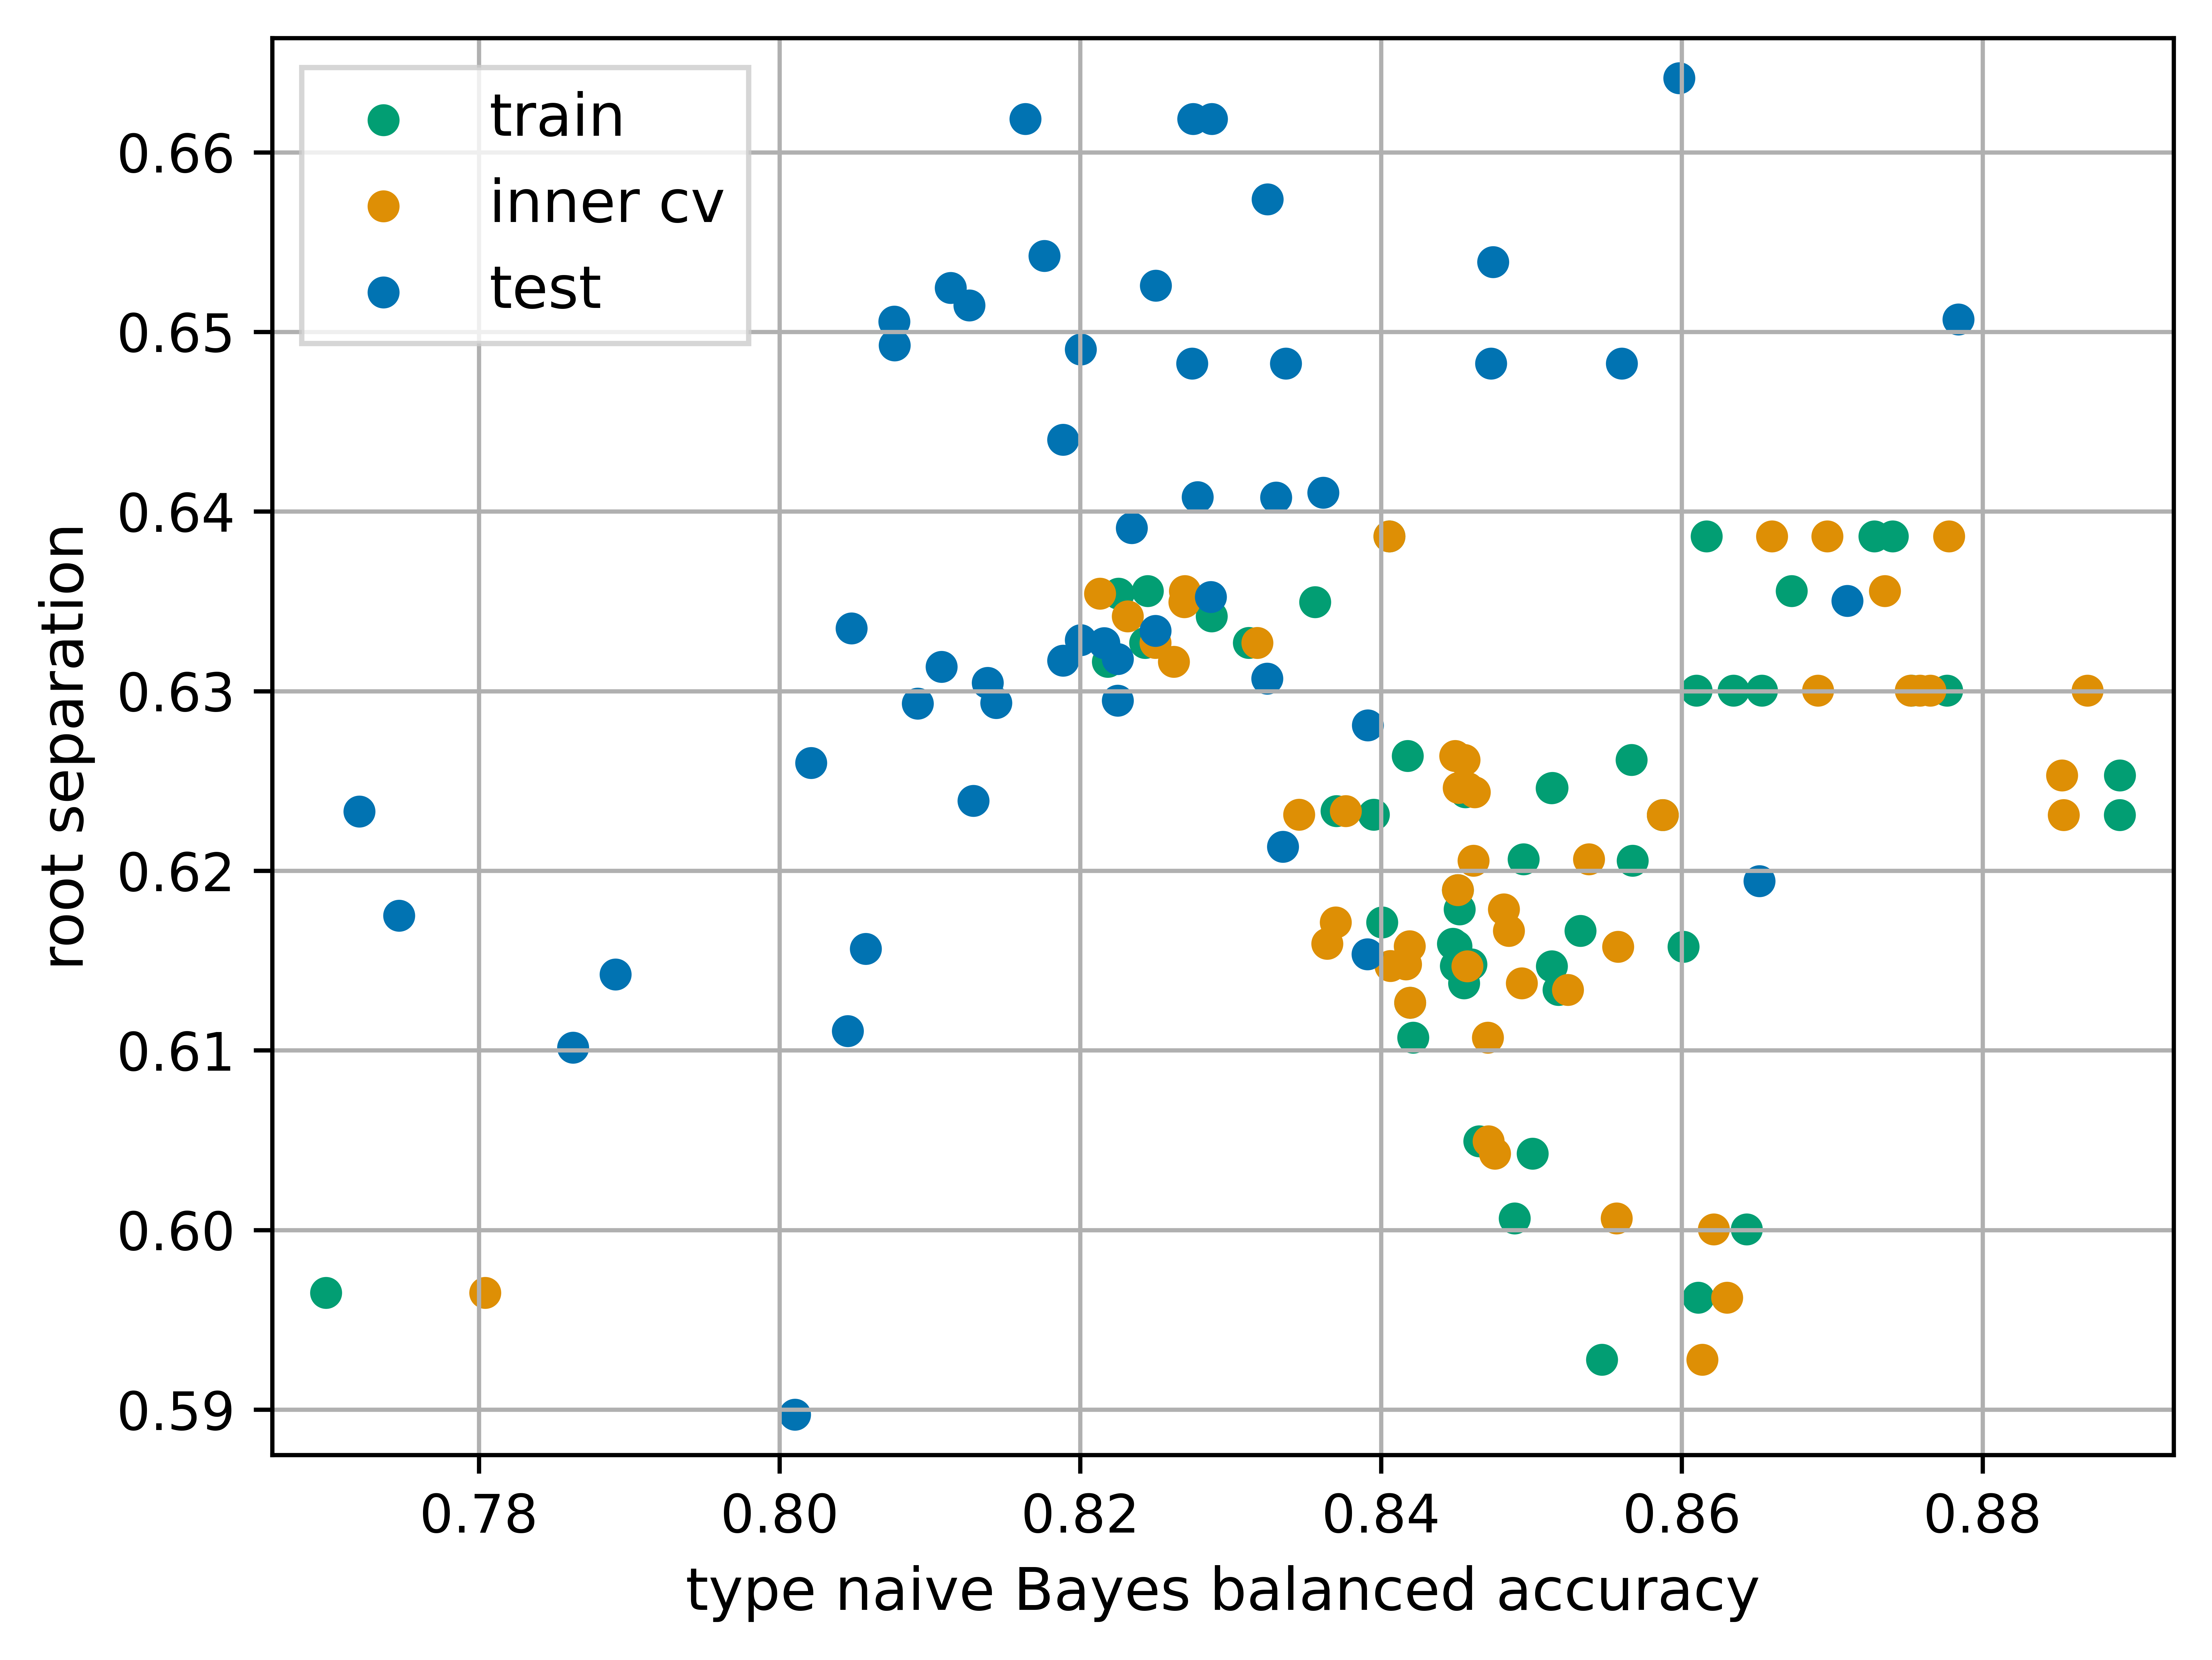 train
inner cv
test
0.66
0.65
0.64
0.63
0.62
0.61
0.60
0.59
root separation
0.78 0.80 0.82 0.84 0.86 0.88
type naive Bayes balanced accuracy